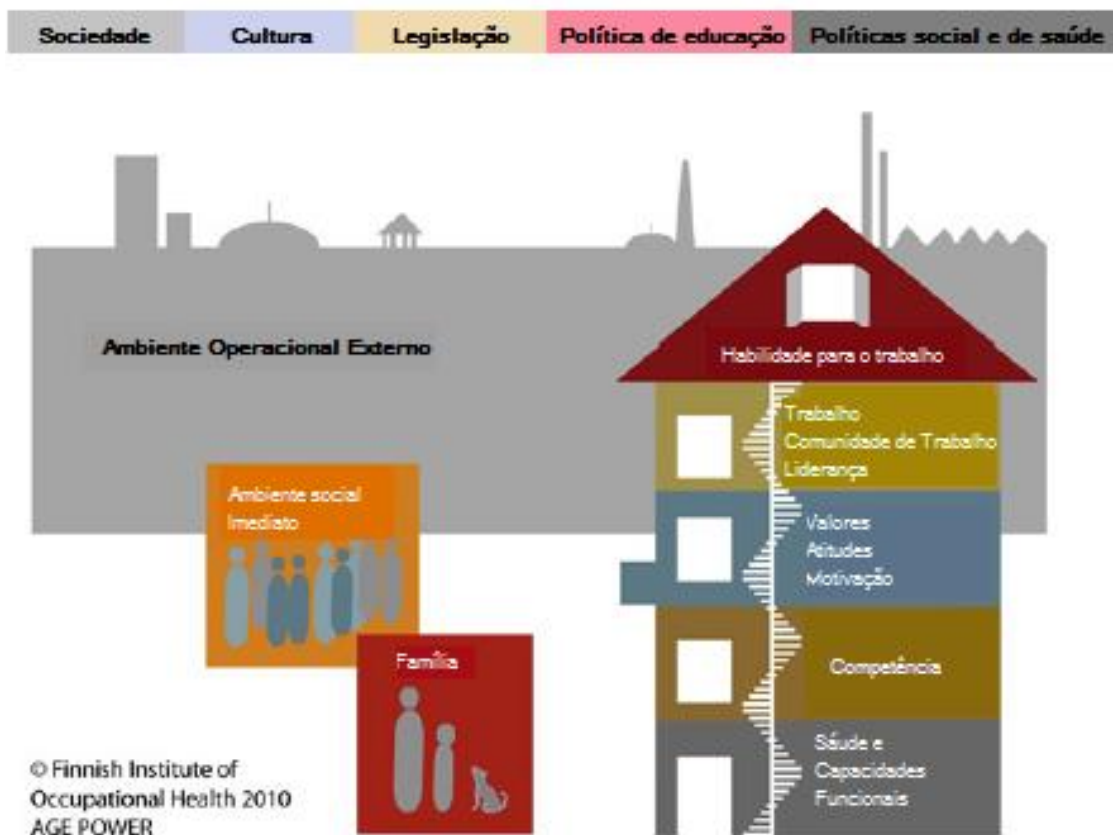 Sociedade
Cultura
Legislação
Política de educação
Políticas social e de saúde
Ambiente Operacional Externo
Habilidade para o trabalho
Trabalho
Comunidade de Trabalho
Liderança
Valores
Atitudes
Motivação
Competência
Sáude e
Capacidades
Funcionais
Ambiente social
Imediato
Família
© Finnish Institute of
Occupational Health 2010
AGE POWER